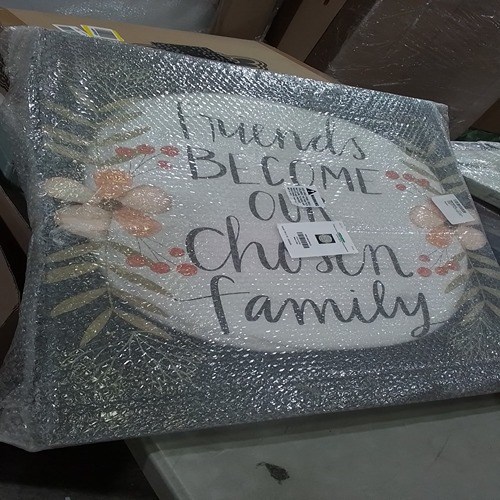 Friends
BECOME
OUR
Chosen
family